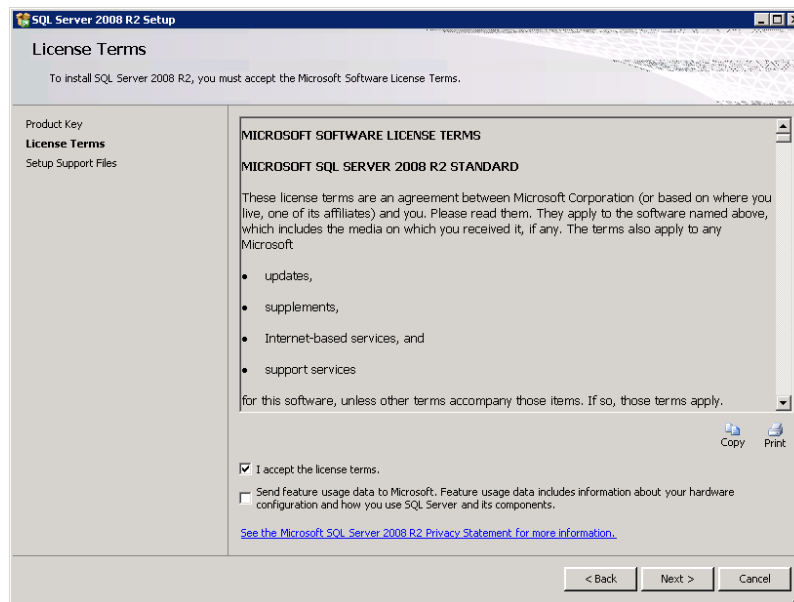 SQL Server 2008 R2 Setup
License Terms
To install SQL Server 2008 R2, you must accept the Microsoft Software License Terms.
Product Key
License Terms
Setup Support Files
MICROSOFT SOFTWARE LICENSE TERMS
MICROSOFT SQL SERVER 2008 R2 STANDARD
These license terms are an agreement between Microsoft Corporation (or based on where you
live, one of its affiliates) and you. Please read them. They apply to the software named above,
which includes the media on which you received it, if any. The terms also apply to any
Microsoft
• updates,
• supplements,
• Internet-based services, and
• support services
for this software, unless other terms accompany those items. If so, those terms apply.
Copy Print
I accept the license terms.
Send feature usage data to Microsoft. Feature usage data includes information about your hardware
configuration and how you use SQL Server and its components.
See the Microsoft SQL Server 2008 R2 Privacy Statement for more information.
< Back Next > Cancel